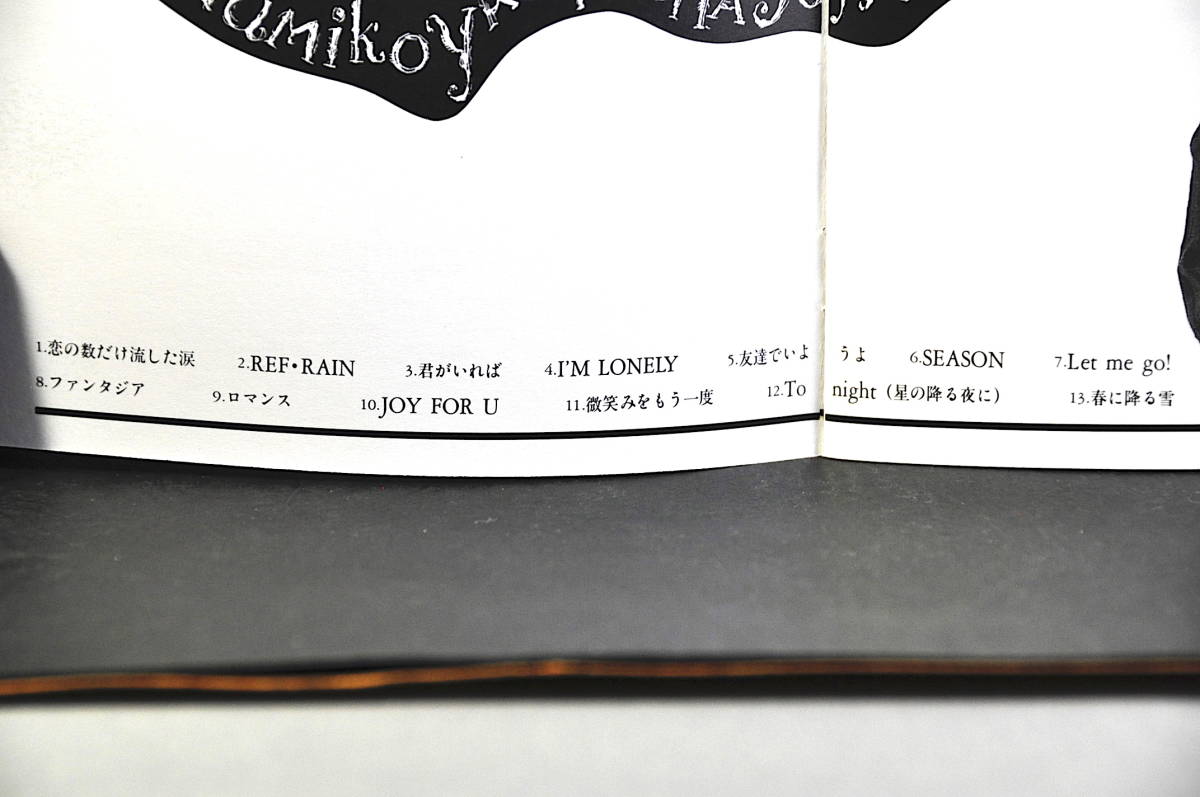 amikoy
1.恋の数だけ流した涙 2.REF・RAIN 3.君がいれば 4.I'M LONELY 5.友達でいよ うよ 6.SEASON 7.Let me go!
8.ファンタジア 9.ロマンス 10.JOY FOR U 11.微笑みをもう一度 12.To night (星の降る夜に) 13.春に降る雪